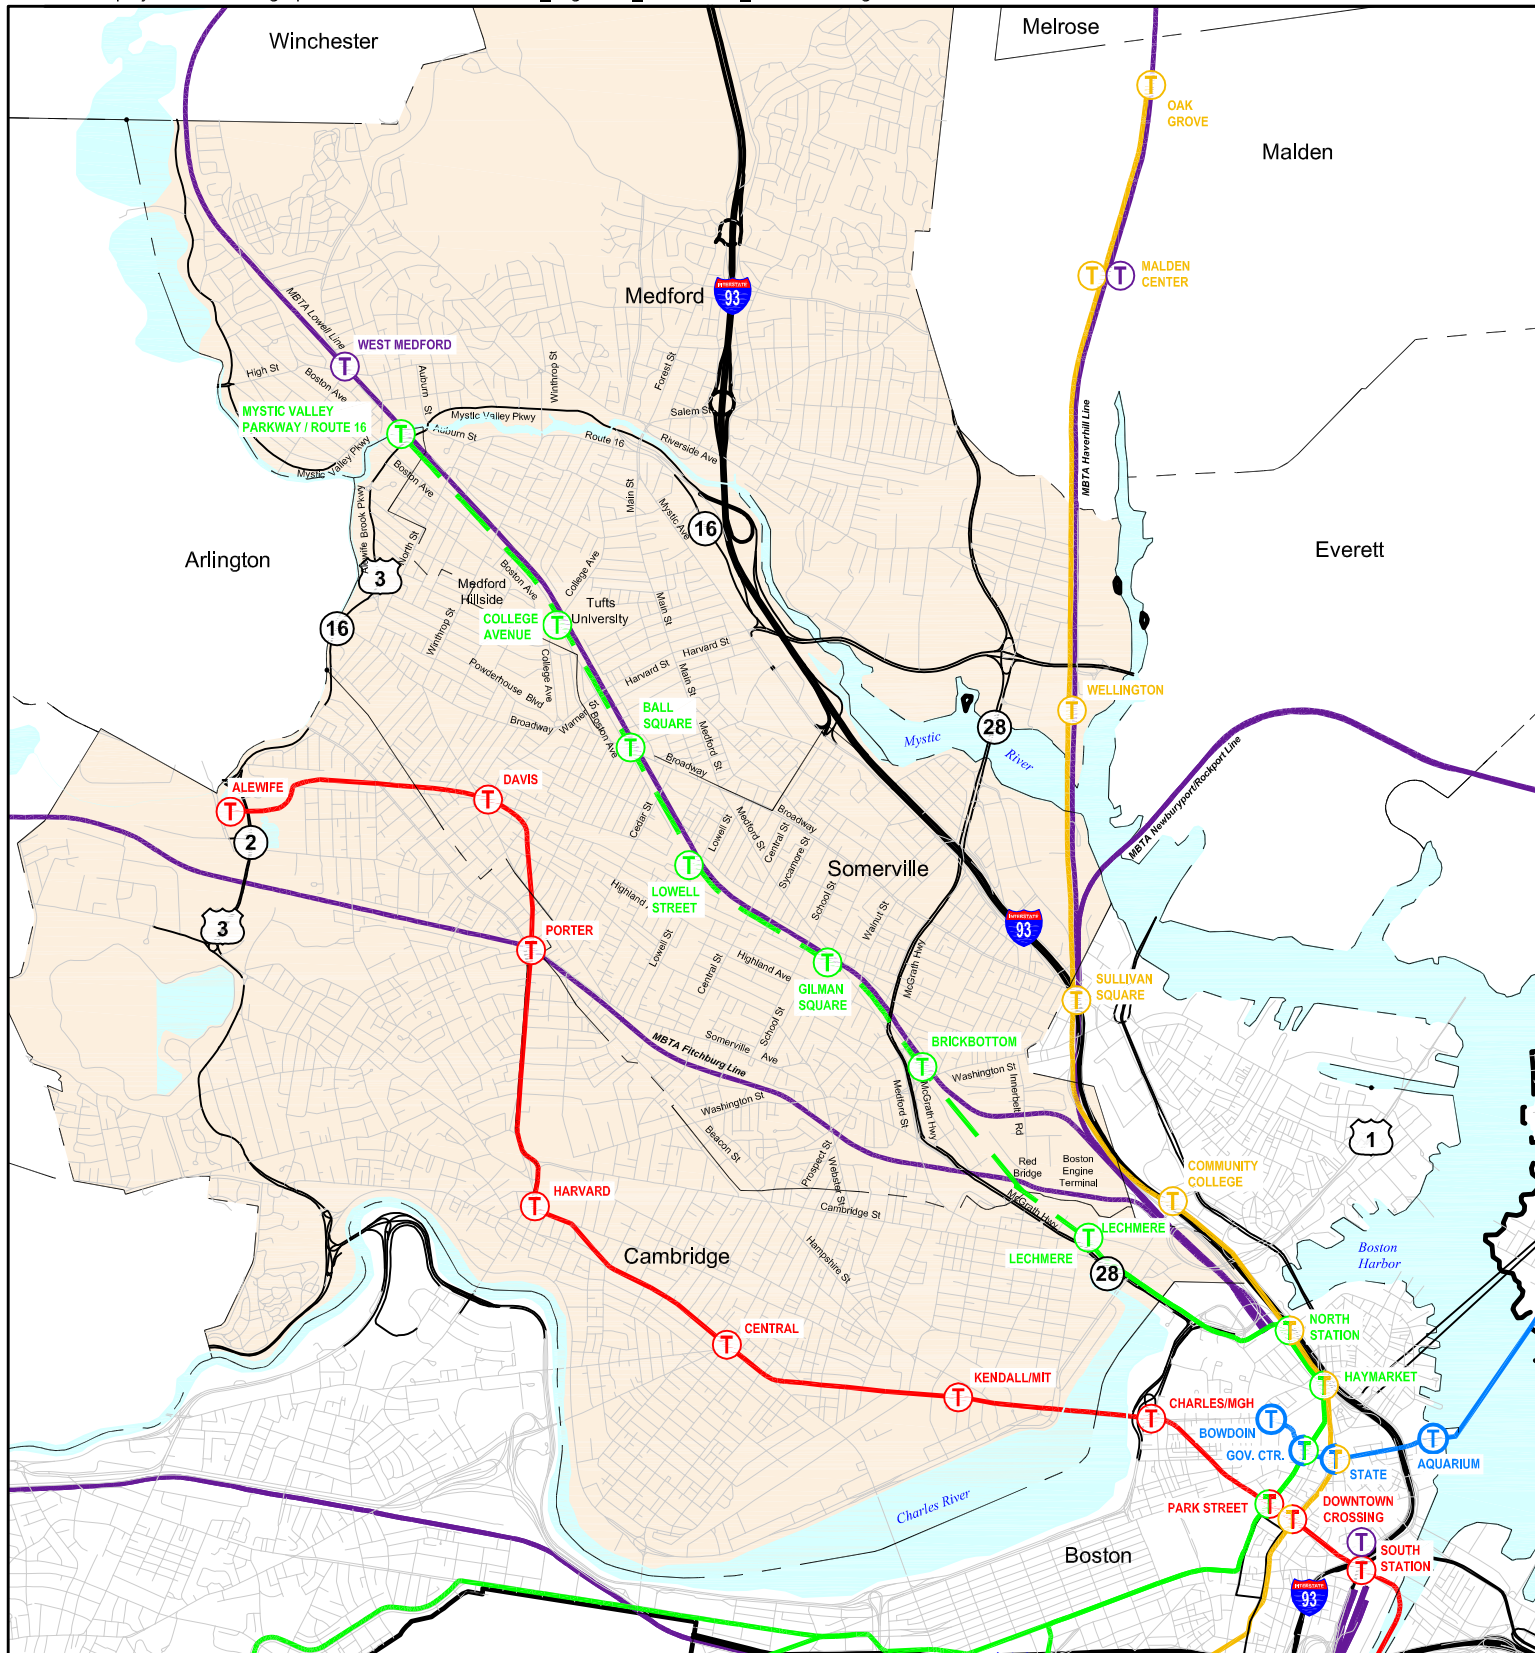 Winchester
Melrose
OAK
GROVE
Malden
MALDEN
CENTER
Medford
INTERSTATE
93
MBTA Lowell Line
WEST MEDFORD
High St
Boston Ave
Auburn St
Winthrop St
Forest St
Salem St
MYSTIC VALLEY
PARKWAY / ROUTE 16
Mystic Valley Pkwy
Auburn St
Route 16
Riverside Ave
Mystic Valley Pkwy
Boston Ave
Alewife Brook Pkwy
North St
Main St
Mystic Ave
16
MBTA Haverhill Line
Arlington
3
Everett
Medford
Hillside
Boston Ave
College Ave
Tufts
University
COLLEGE
AVENUE
16
Winthrop St
Main St
Harvard St
Harvard St
Main St
College Ave
Powderhouse Blvd
Broadway
Warner St
Boston Ave
BALL
SQUARE
Medford St
Broadway
WELLINGTON
28
Mystic
River
MBTA Newburyport/Rockport Line
ALEWIFE
DAVIS
2
3
Cedar St
Lowell St
Medford St
Central St
Sycamore St
Broadway
Somerville
School St
Walnut St
LOWELL
STREET
Highland
PORTER
Lowell St
Central St
Highland Ave
GILMAN
SQUARE
School St
McGrath Hwy
INTERSTATE
93
SULLIVAN
SQUARE
Somerville Ave
MBTA Fitchburg Line
BRICKBOTTOM
Washington St
Innerbelt Rd
Medford St
McGrath Hwy
Washington St
Beacon St
Prospect St
Webster St
Red
Bridge
Boston
Engine
Terminal
1
COMMUNITY
COLLEGE
HARVARD
Cambridge St
McGrath Hwy
LECHMERE
LECHMERE
28
Hampshire St
Cambridge
Boston
Harbor
CENTRAL
NORTH
STATION
KENDALL/MIT
HAYMARKET
CHARLES/MGH
BOWDOIN
GOV. CTR.
STATE
AQUARIUM
Charles River
PARK STREET
DOWNTOWN
CROSSING
Boston
SOUTH
STATION
INTERSTATE
93